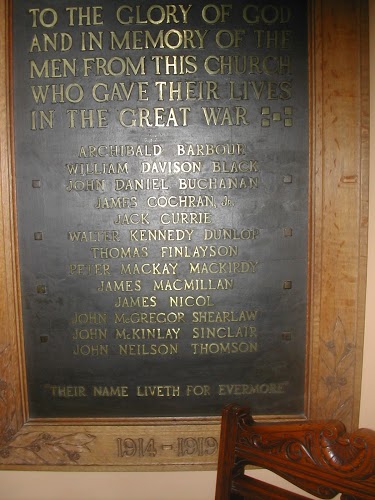 TO THE GLORY OF GOD
AND IN MEMORY OF THE
MEN FROM THIS CHURCH
WHO GAVE THEIR LIVES
IN THE GREAT WAR
ARCHIBALD BARBOUR
WILLIAM DAVISON BLACK
JOHN DANIEL BUCHANAN
JAMES COCHRAN, Jr.
JACK CURRIE
WALTER KENNEDY DUNLOP
THOMAS FINLAYSON
PETER MACKAY MACKIRDY
JAMES MACMILLAN
JAMES NICOL
JOHN McGREGOR SHEARLAW
JOHN McKINLAY SINCLAIR
JOHN NEILSON THOMSON
"THEIR NAME LIVETH FOR EVERMORE"
1914-1919